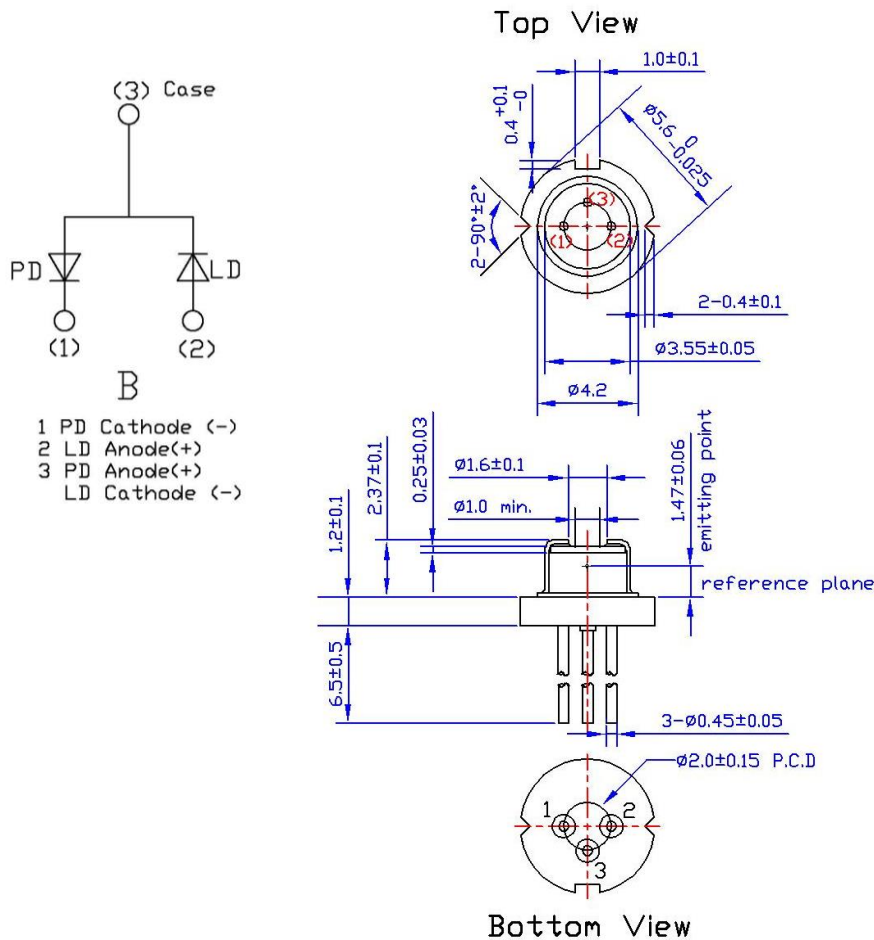 Top View
(3) Case
PD
LD
(1)
(2)
B
1 PD Cathode (-)
2 LD Anode(+)
3 PD Anode(+)
LD Cathode (-)
1.0±0.1
0.4 +0.1 -0
ø5.6 0 -0.025
2-90°±2°
(3)
(1)
(2)
2-0.4±0.1
ø3.55±0.05
ø4.2
1.2±0.1
2.37±0.1
0.25±0.03
ø1.6±0.1
ø1.0 min.
1.47±0.06
emitting point
reference plane
6.5±0.5
3-ø0.45±0.05
ø2.0±0.15 P.C.D
1
2
3
Bottom View